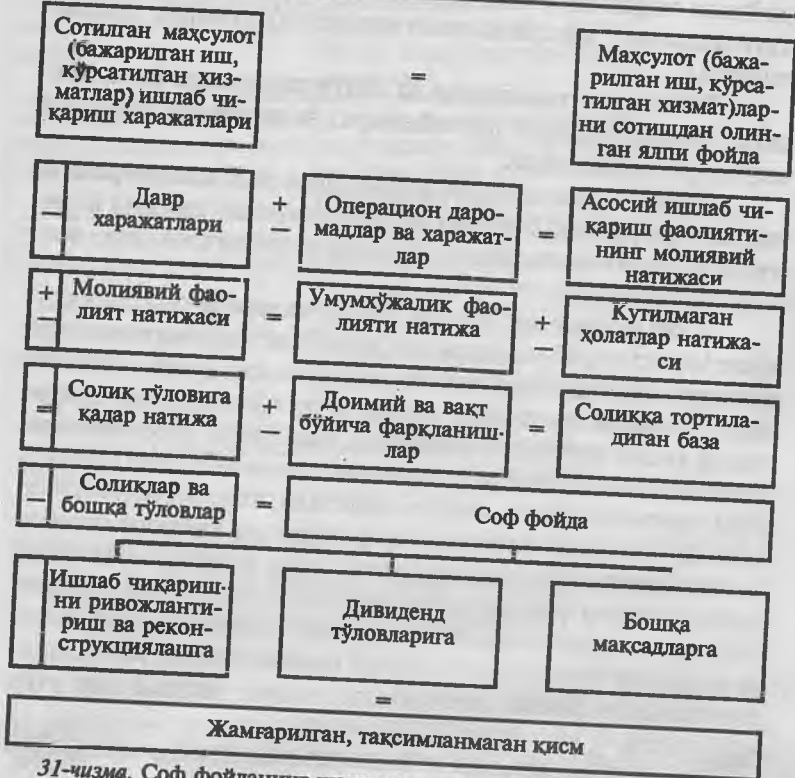 Сотилган маҳсулот
(бажарилган иш,
кўрсатилган хиз-
матлар) ишлаб чи-
қариш харажатлари
=
Маҳсулот (бажа-
рилган иш, кўрса-
тилган хизмат)лар-
ни сотишдан олин-
ган ялпи фойда
—
Давр
харажатлари
+
—
Операцион даро-
мадлар ва харажат-
лар
=
Асосий ишлаб чи-
қариш фаолияти-
нинг молиявий
натижаси
+
—
Молиявий фао-
лият натижаси
=
Умумхўжалик фао-
лияти натижа
+
—
Кутилмаган
ҳолатлар натижа-
си
=
Солиқ тўловига
қадар натижа
+
—
Доимий ва вақт
бўйича фарқланиш-
лар
=
Солиққа тортила-
диган база
—
Солиқлар ва
бошқа тўловлар
=
Соф фойда
Ишлаб чиқариш-
ни ривожланти-
риш ва рекон-
струкциялашга
Дивиденд
тўловларига
Бошқа
мақсадларга
=
Жамғарилган, тақсимланмаган қисм
31-чизма. Соф фойданинг